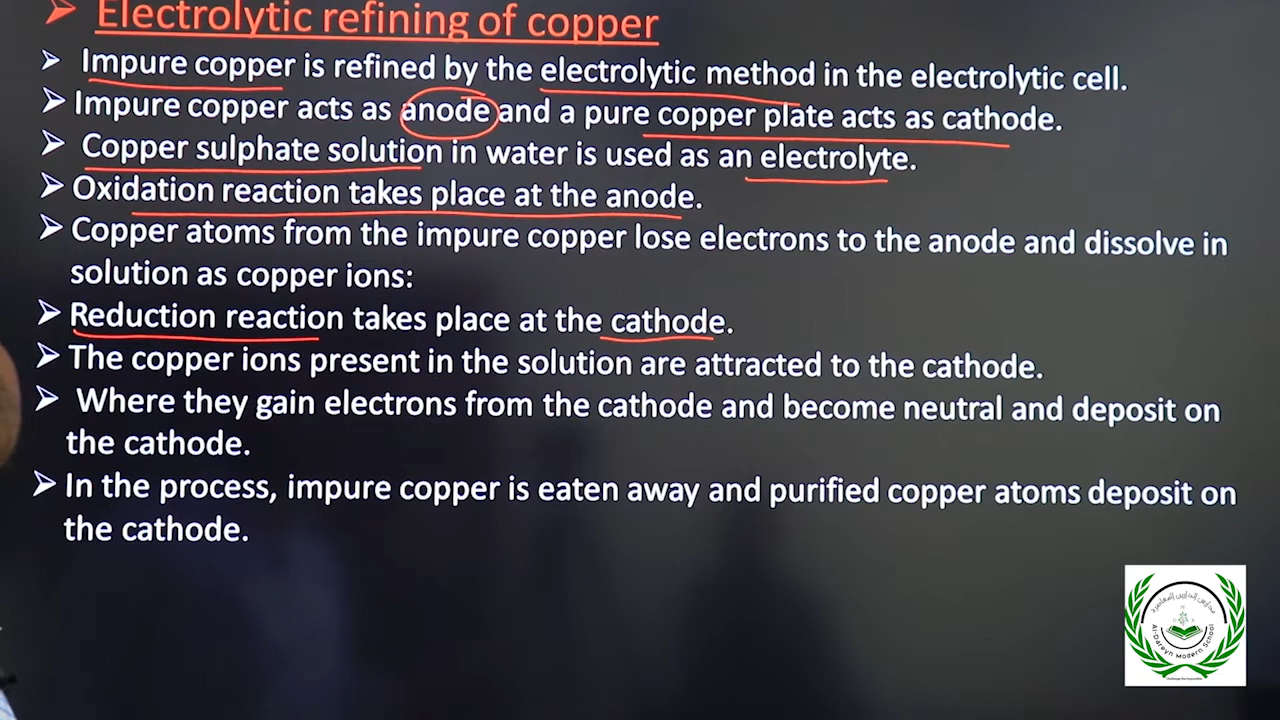 ➢ Electrolytic refining of copper
➢ Impure copper is refined by the electrolytic method in the electrolytic cell.
➢ Impure copper acts as anode and a pure copper plate acts as cathode.
➢ Copper sulphate solution in water is used as an electrolyte.
➢ Oxidation reaction takes place at the anode.
➢ Copper atoms from the impure copper lose electrons to the anode and dissolve in
solution as copper ions:
➢ Reduction reaction takes place at the cathode.
➢ The copper ions present in the solution are attracted to the cathode.
➢ Where they gain electrons from the cathode and become neutral and deposit on
the cathode.
➢ In the process, impure copper is eaten away and purified copper atoms deposit on
the cathode.
مدارس الدارين المعاصرة
Al-Dareyn Modern School